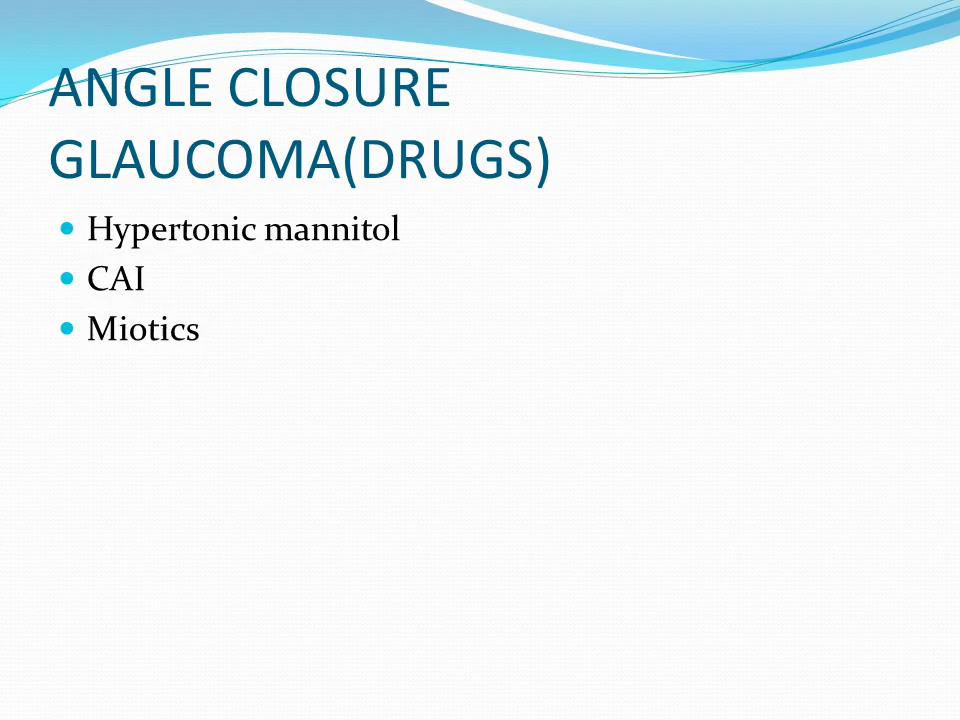 ANGLE CLOSURE
GLAUCOMA(DRUGS)
Hypertonic mannitol
CAI
Miotics